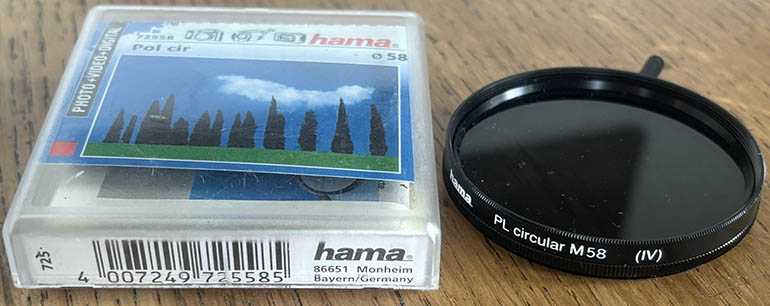 PHOTO+VIDEO+DIGITAL
72558
hama®
Pol cir
ø 58
725
4 007249 725585
hama®
86651 Monheim
Bayern/Germany
hama
PL circular M 58 (IV)